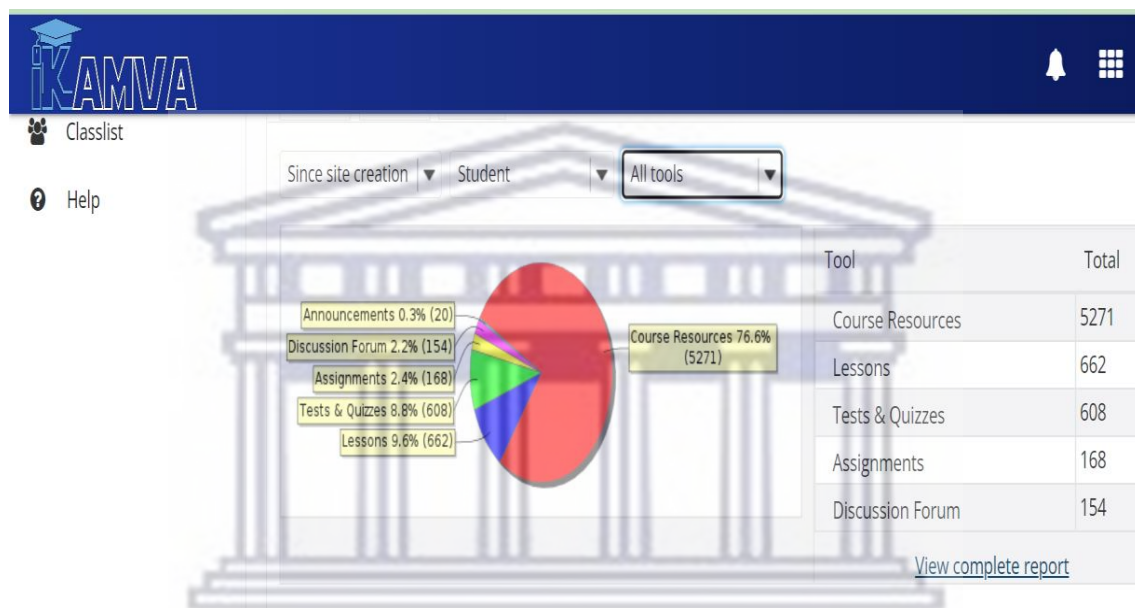 iKAMVA
Classlist
Help
Since site creation
Student
All tools
Announcements 0.3% (20)
Discussion Forum 2.2% (154)
Assignments 2.4% (168)
Tests & Quizzes 8.8% (608)
Lessons 9.6% (662)
Course Resources 76.6%
(5271)
Tool Total
Course Resources 5271
Lessons 662
Tests & Quizzes 608
Assignments 168
Discussion Forum 154
View complete report